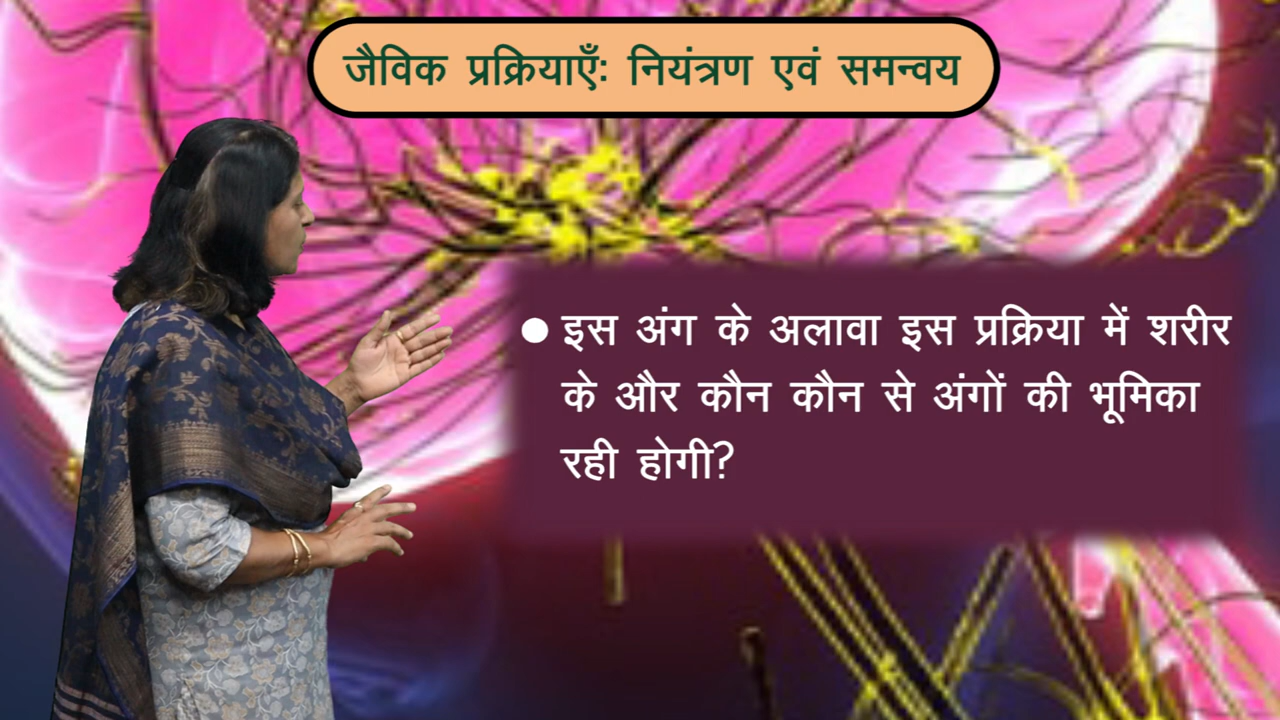 जैविक प्रक्रियाएँ: नियंत्रण एवं समन्वय
● इस अंग के अलावा इस प्रक्रिया में शरीर
के और कौन कौन से अंगों की भूमिका
रही होगी?